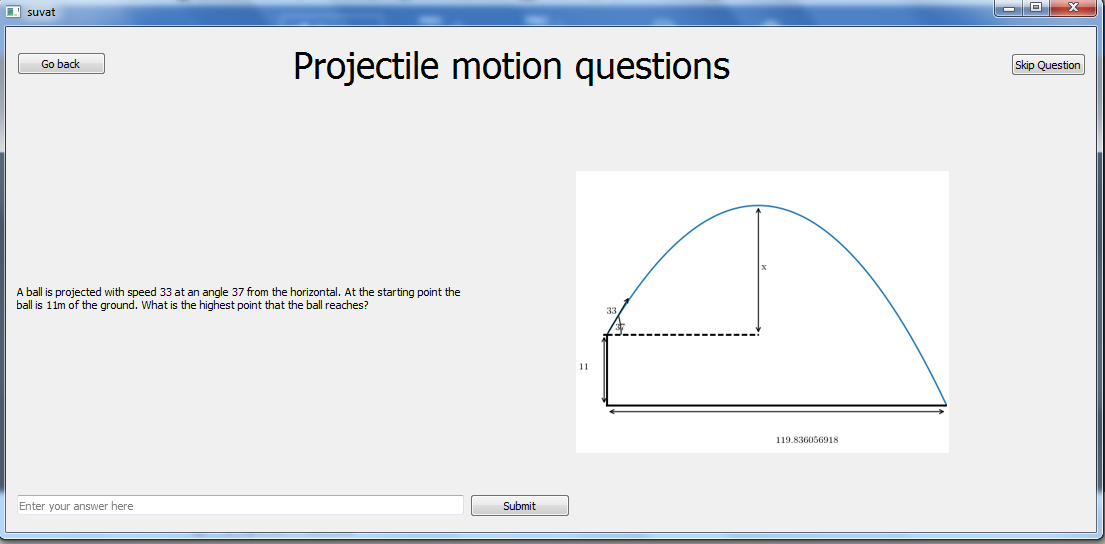 suvat
Go back
Projectile motion questions
Skip Question
A ball is projected with speed 33 at an angle 37 from the horizontal. At the starting point the
ball is 11m of the ground. What is the highest point that the ball reaches?
x
33
37
11
119.836056918
Enter your answer here
Submit